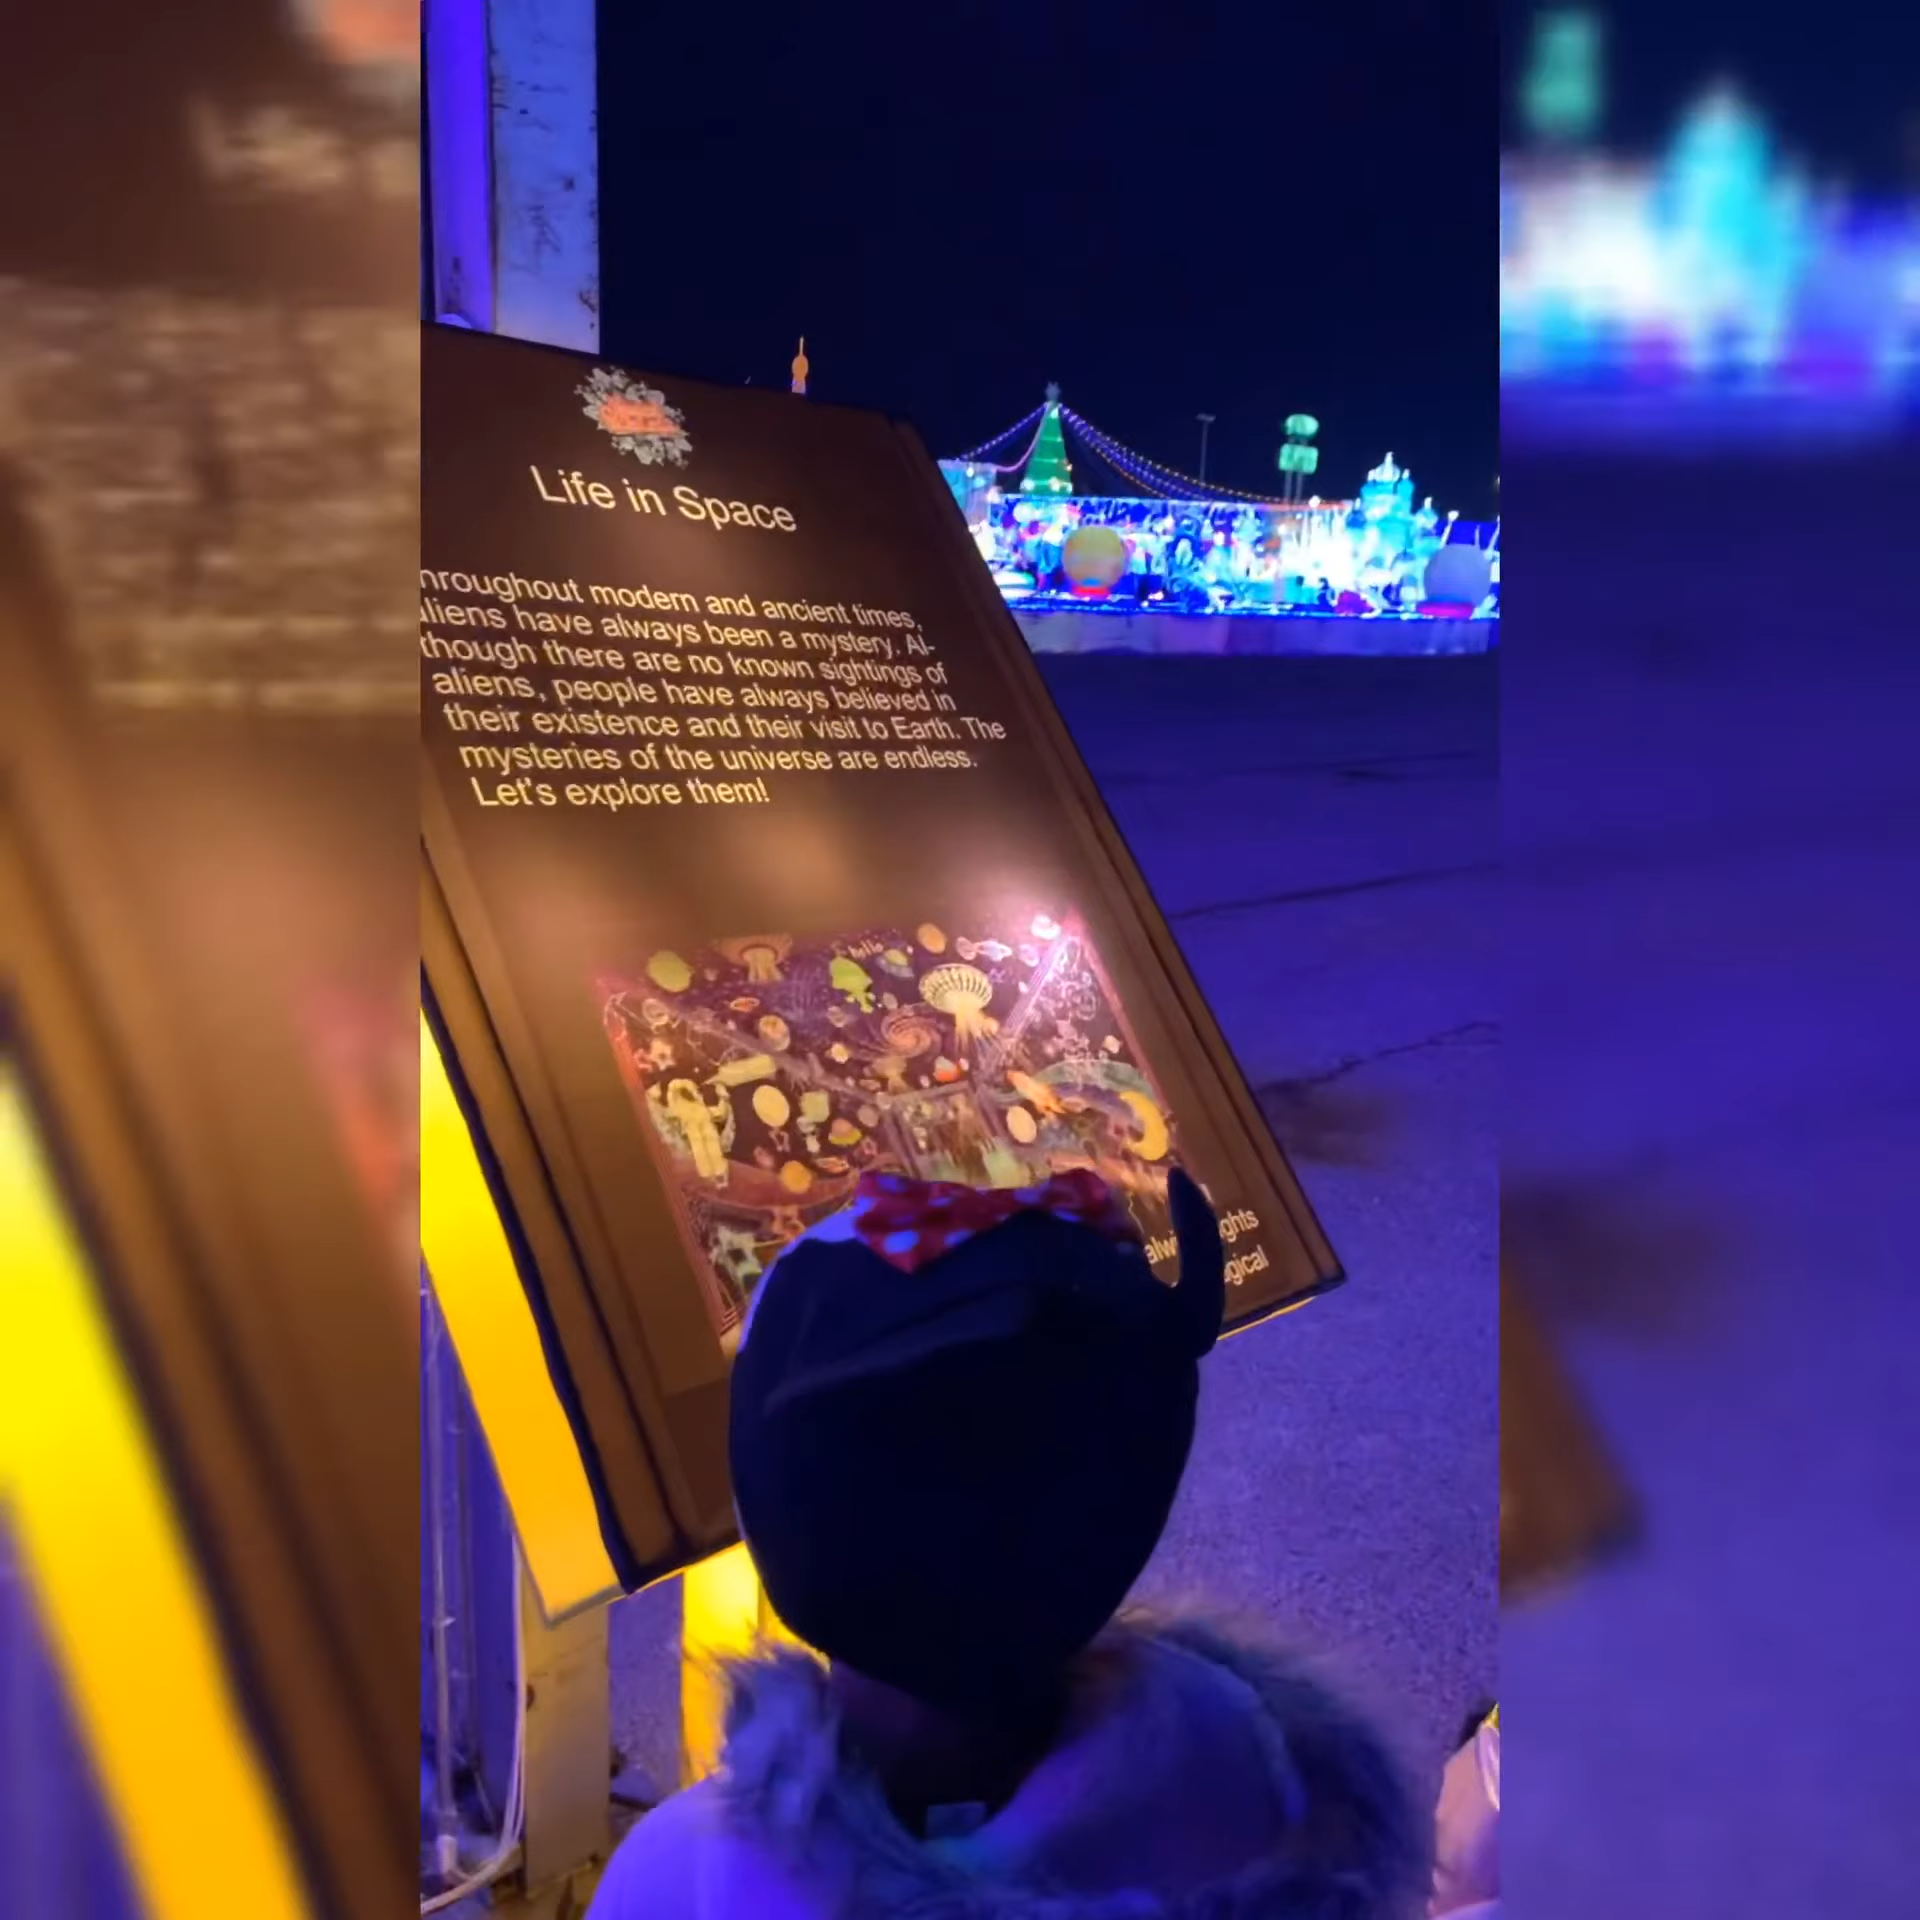 Life in Space
hroughout modern and ancient times,
aliens have always been a mystery. Al-
though there are no known sightings of
aliens, people have always believed in
their existence and their visit to Earth. The
mysteries of the universe are endless.
Let's explore them!
hello